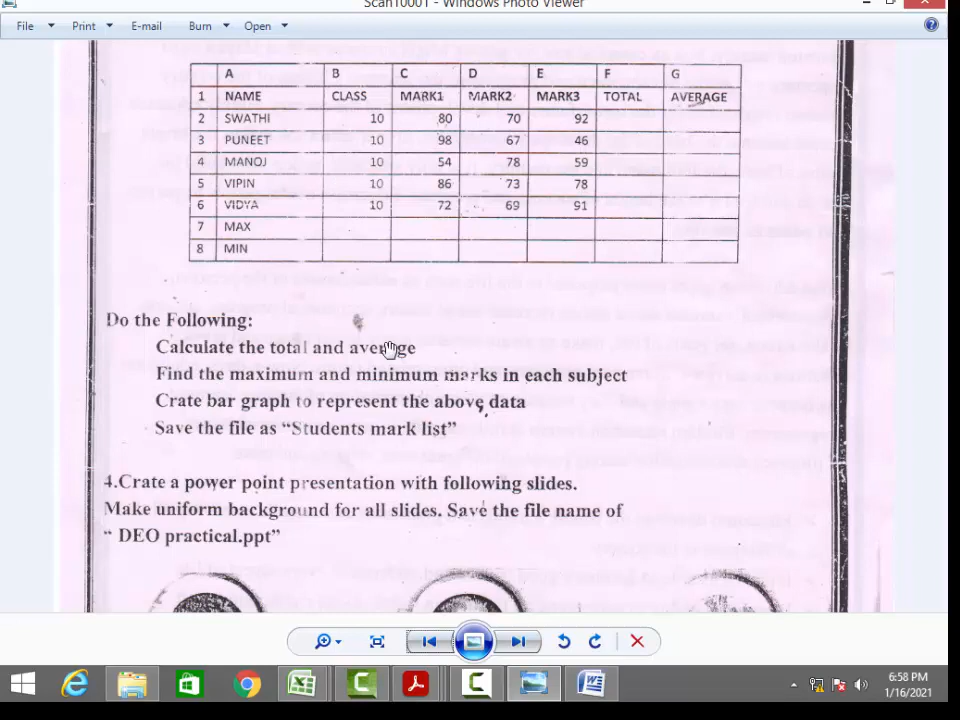 Scan10001 - Windows Photo Viewer
File Print E-mail Burn Open
A B C D E F G
1 NAME CLASS MARK1 MARK2 MARK3 TOTAL AVERAGE
2 SWATHI 10 80 70 92
3 PUNEET 10 98 67 46
4 MANOJ 10 54 78 59
5 VIPIN 10 86 73 78
6 VIDYA 10 72 69 91
7 MAX
8 MIN
Do the Following:
Calculate the total and average
Find the maximum and minimum marks in each subject
Crate bar graph to represent the above data
Save the file as “Students mark list”
4.Crate a power point presentation with following slides.
Make uniform background for all slides. Save the file name of
“ DEO practical.ppt”
6:58 PM
1/16/2021